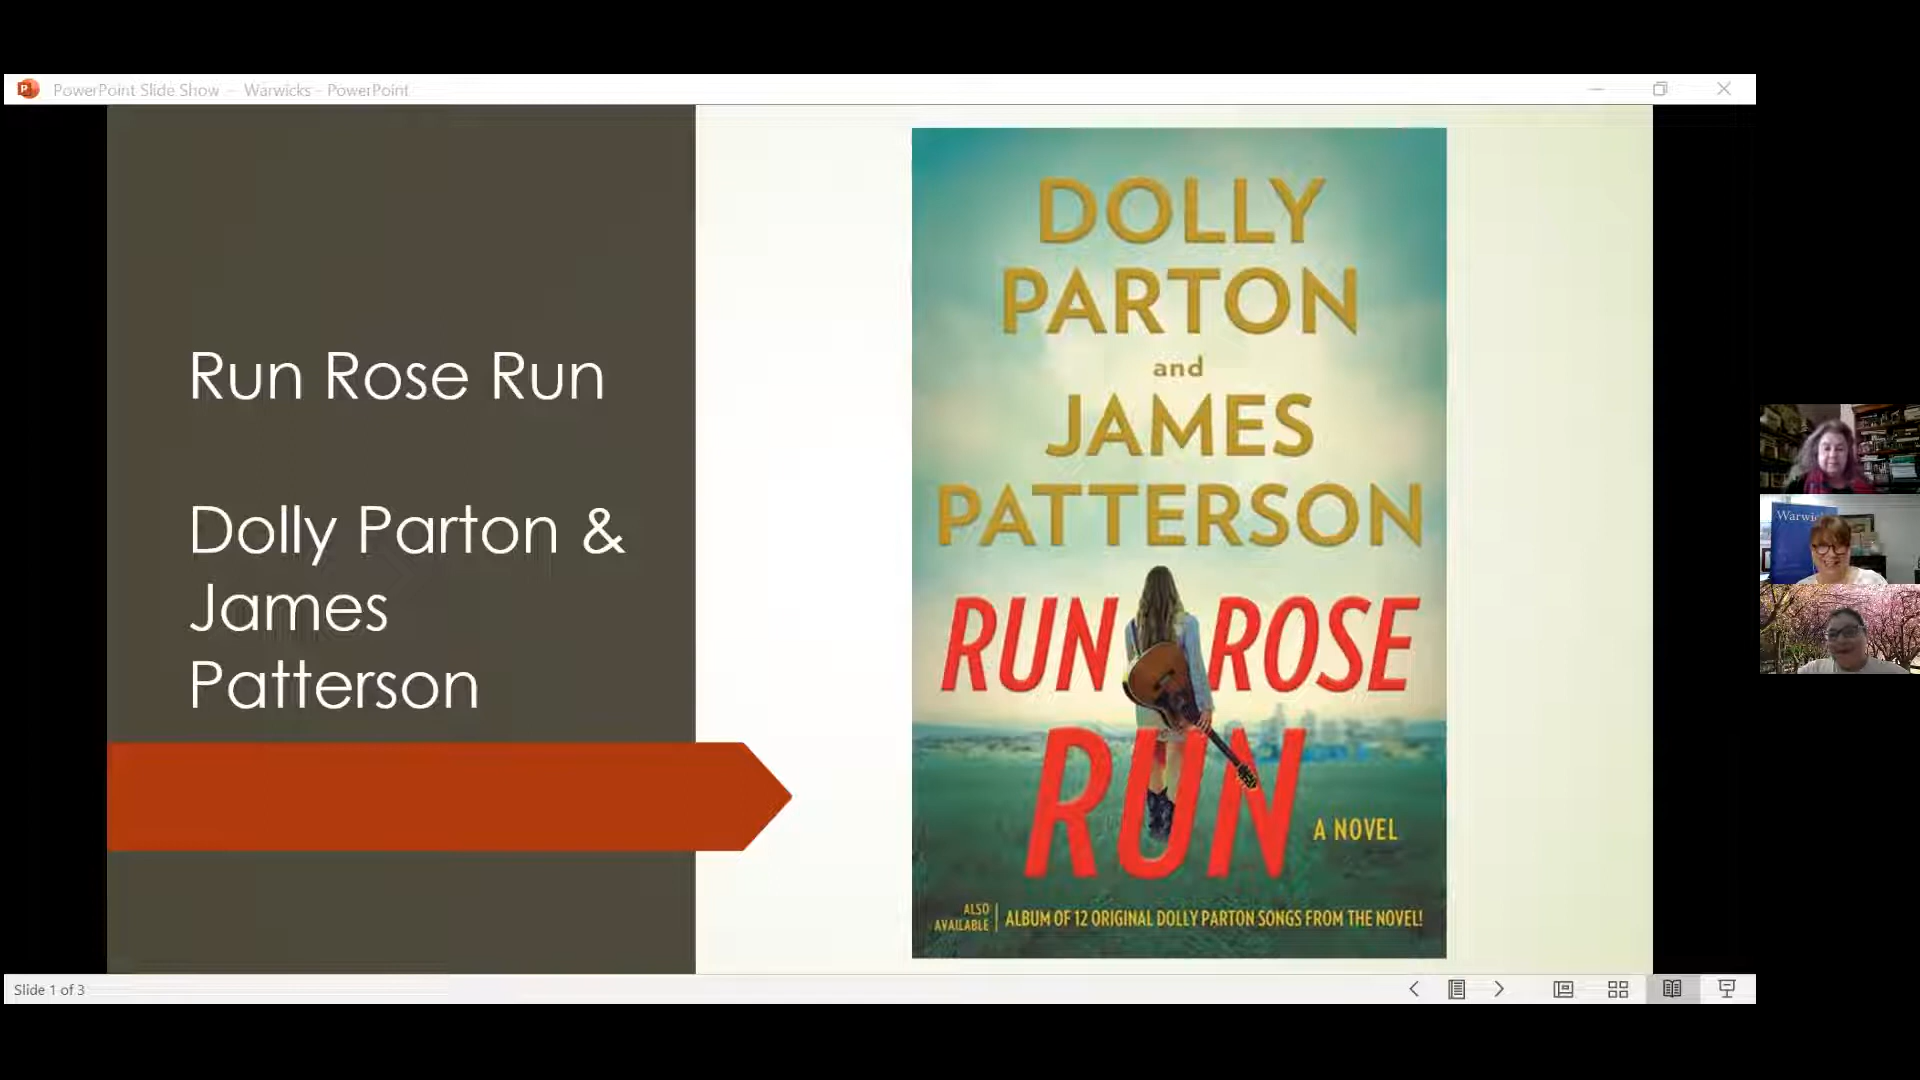 PowerPoint Slide Show - Warwicks - PowerPoint
Run Rose Run
Dolly Parton &
James
Patterson
DOLLY
PARTON
and
JAMES
PATTERSON
RUN ROSE
RUN
A NOVEL
ALSO
AVAILABLE
ALBUM OF 12 ORIGINAL DOLLY PARTON SONGS FROM THE NOVEL!
Slide 1 of 3